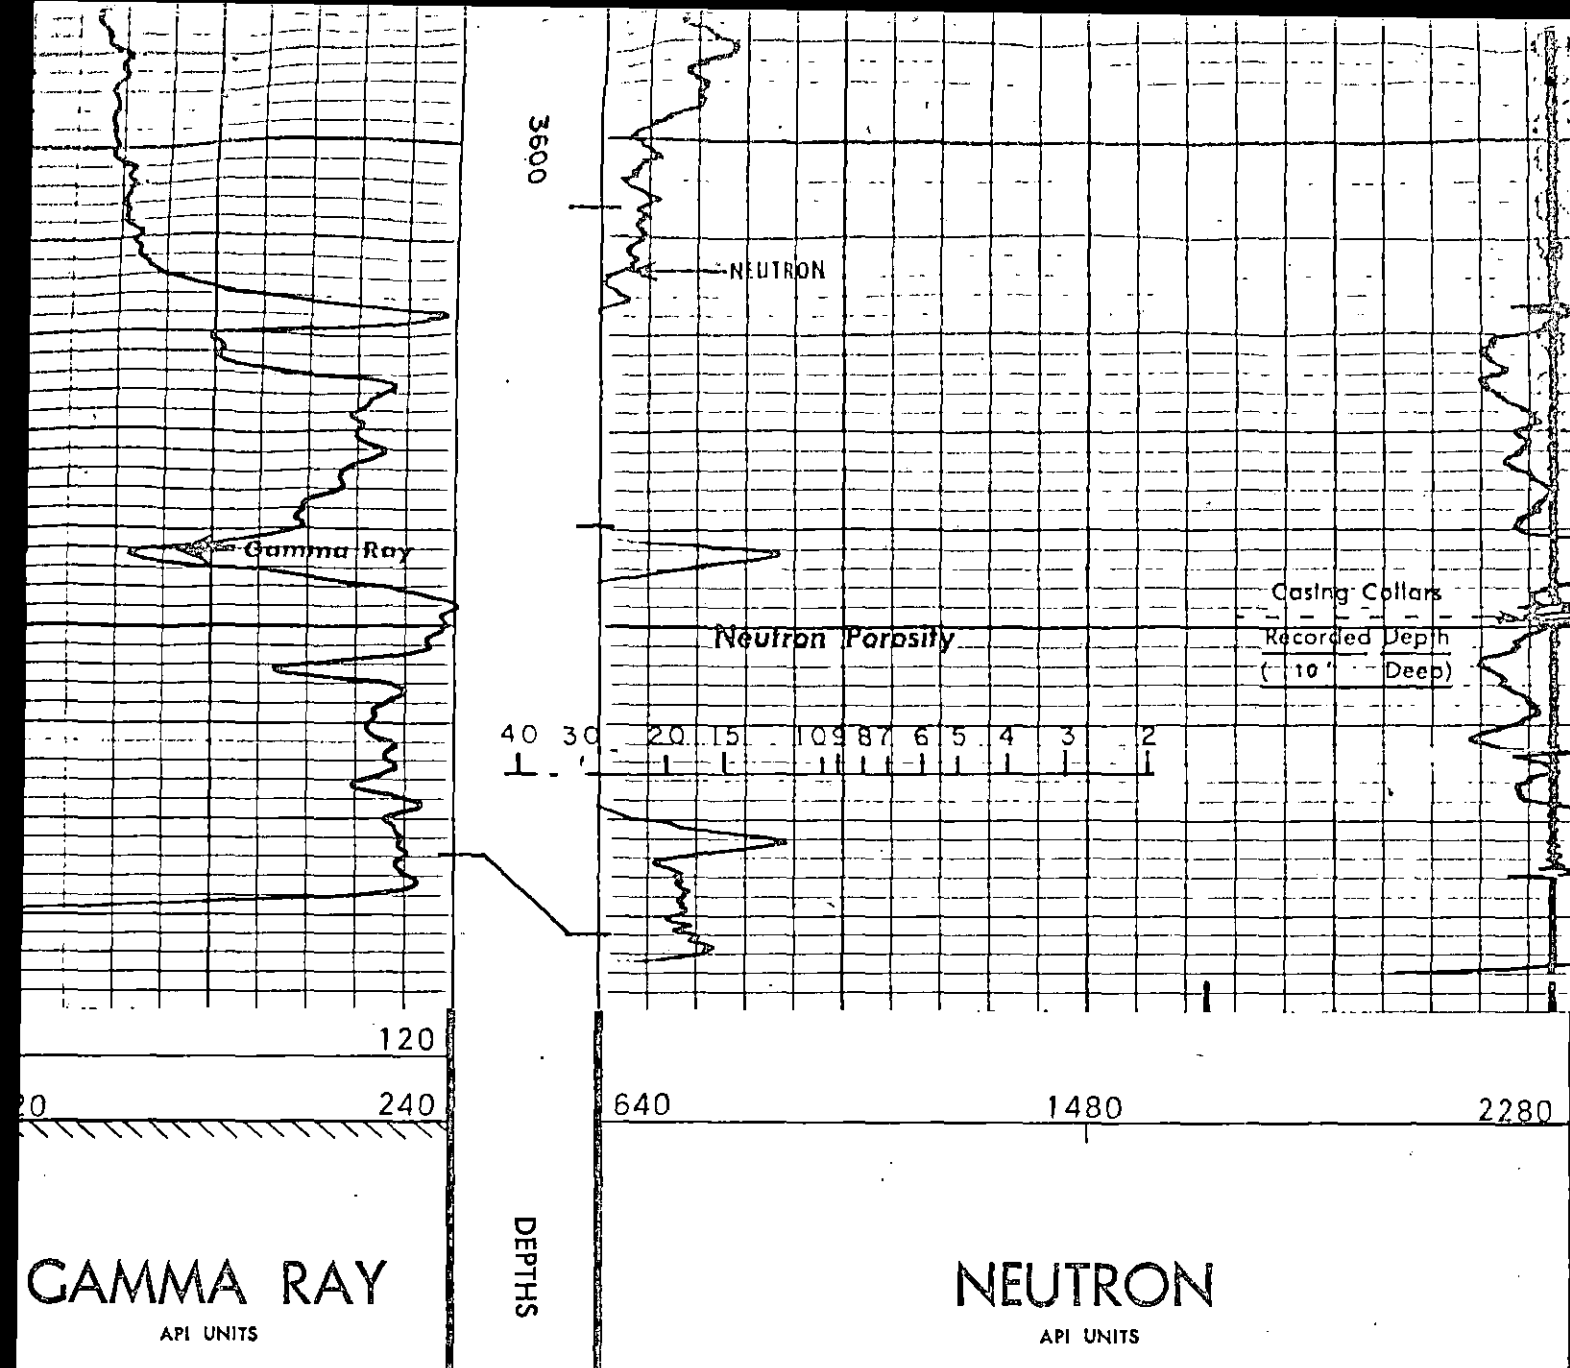 3600
NEUTRON
Gamma Ray
Casing Collars
Neutron Porosity
Recorded Depth
( 10' Deep)
40 30 20 15 10 9 8 7 6 5 4 3 2
120
20 240
640 1480 2280
DEPTHS
GAMMA RAY
API UNITS
NEUTRON
API UNITS